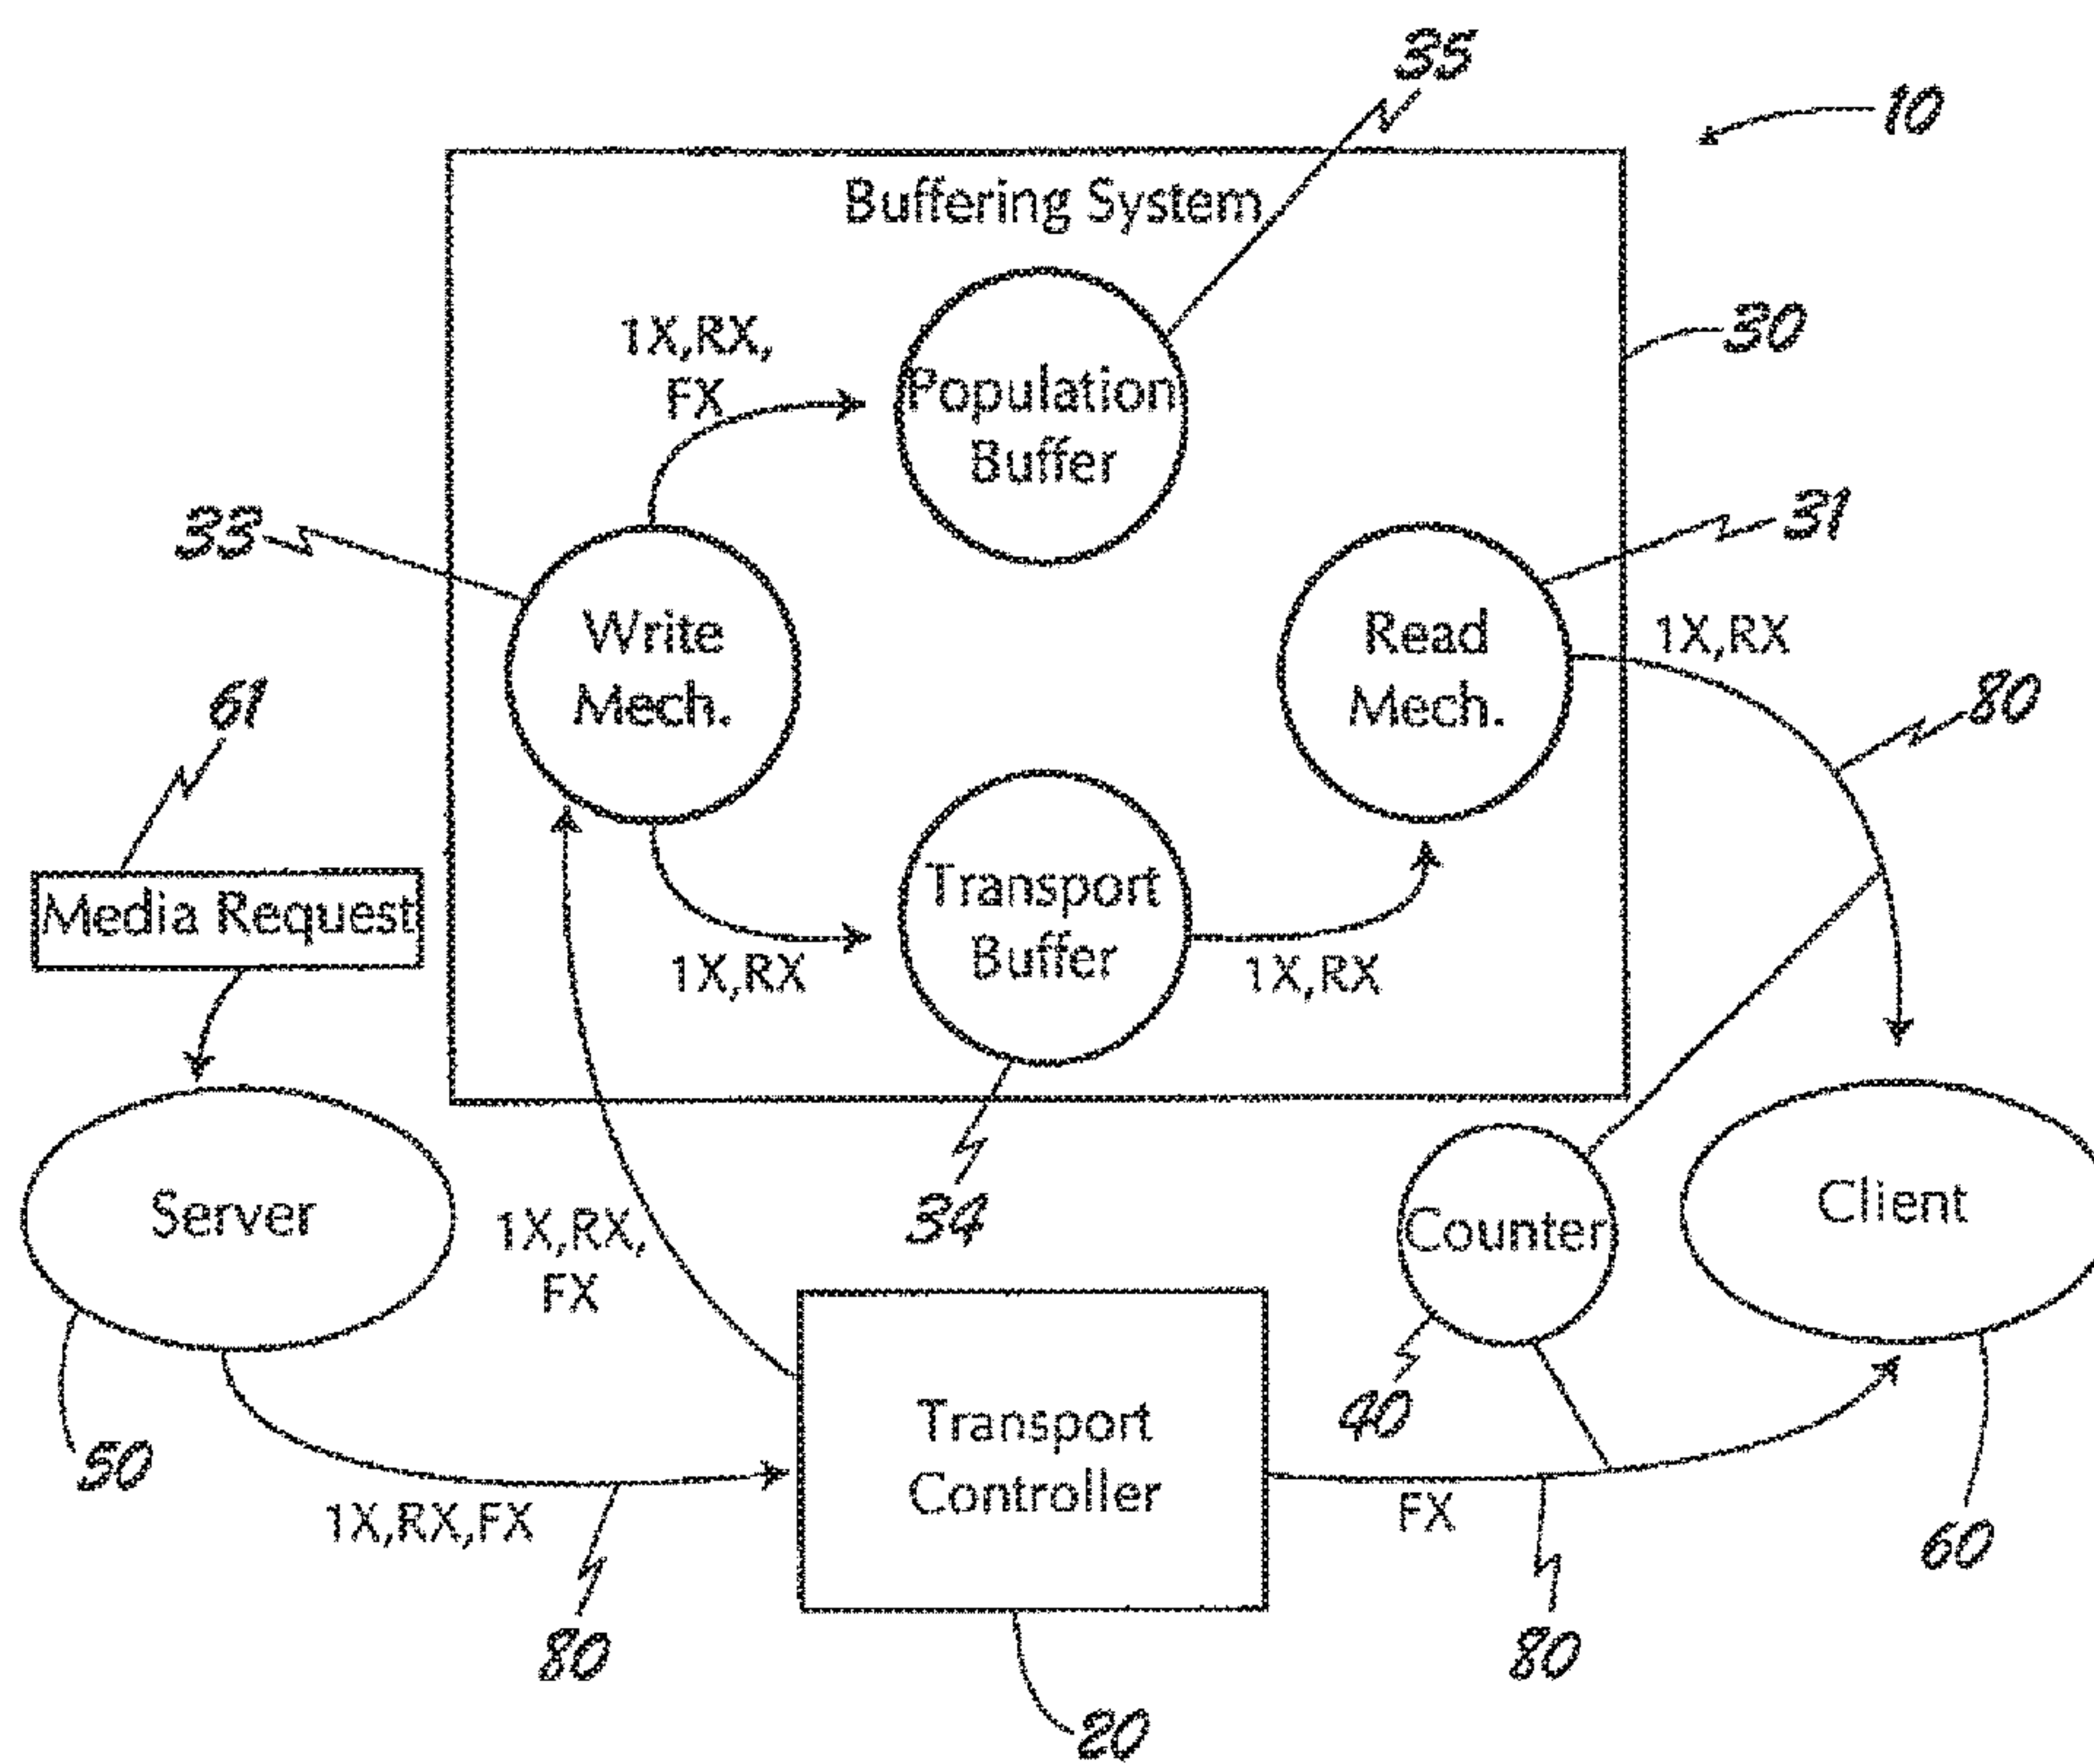 35
10
Buffering System
1X,RX,
FX
30
Population
Buffer
33
31
Write
Mech.
Read
Mech.
1X,RX
61
80
Media Request
Transport
Buffer
1X,RX
1X,RX
Server
34
Counter
Client
1X,RX,
FX
50
40
Transport
Controller
1X,RX,FX
FX
60
80
80
20